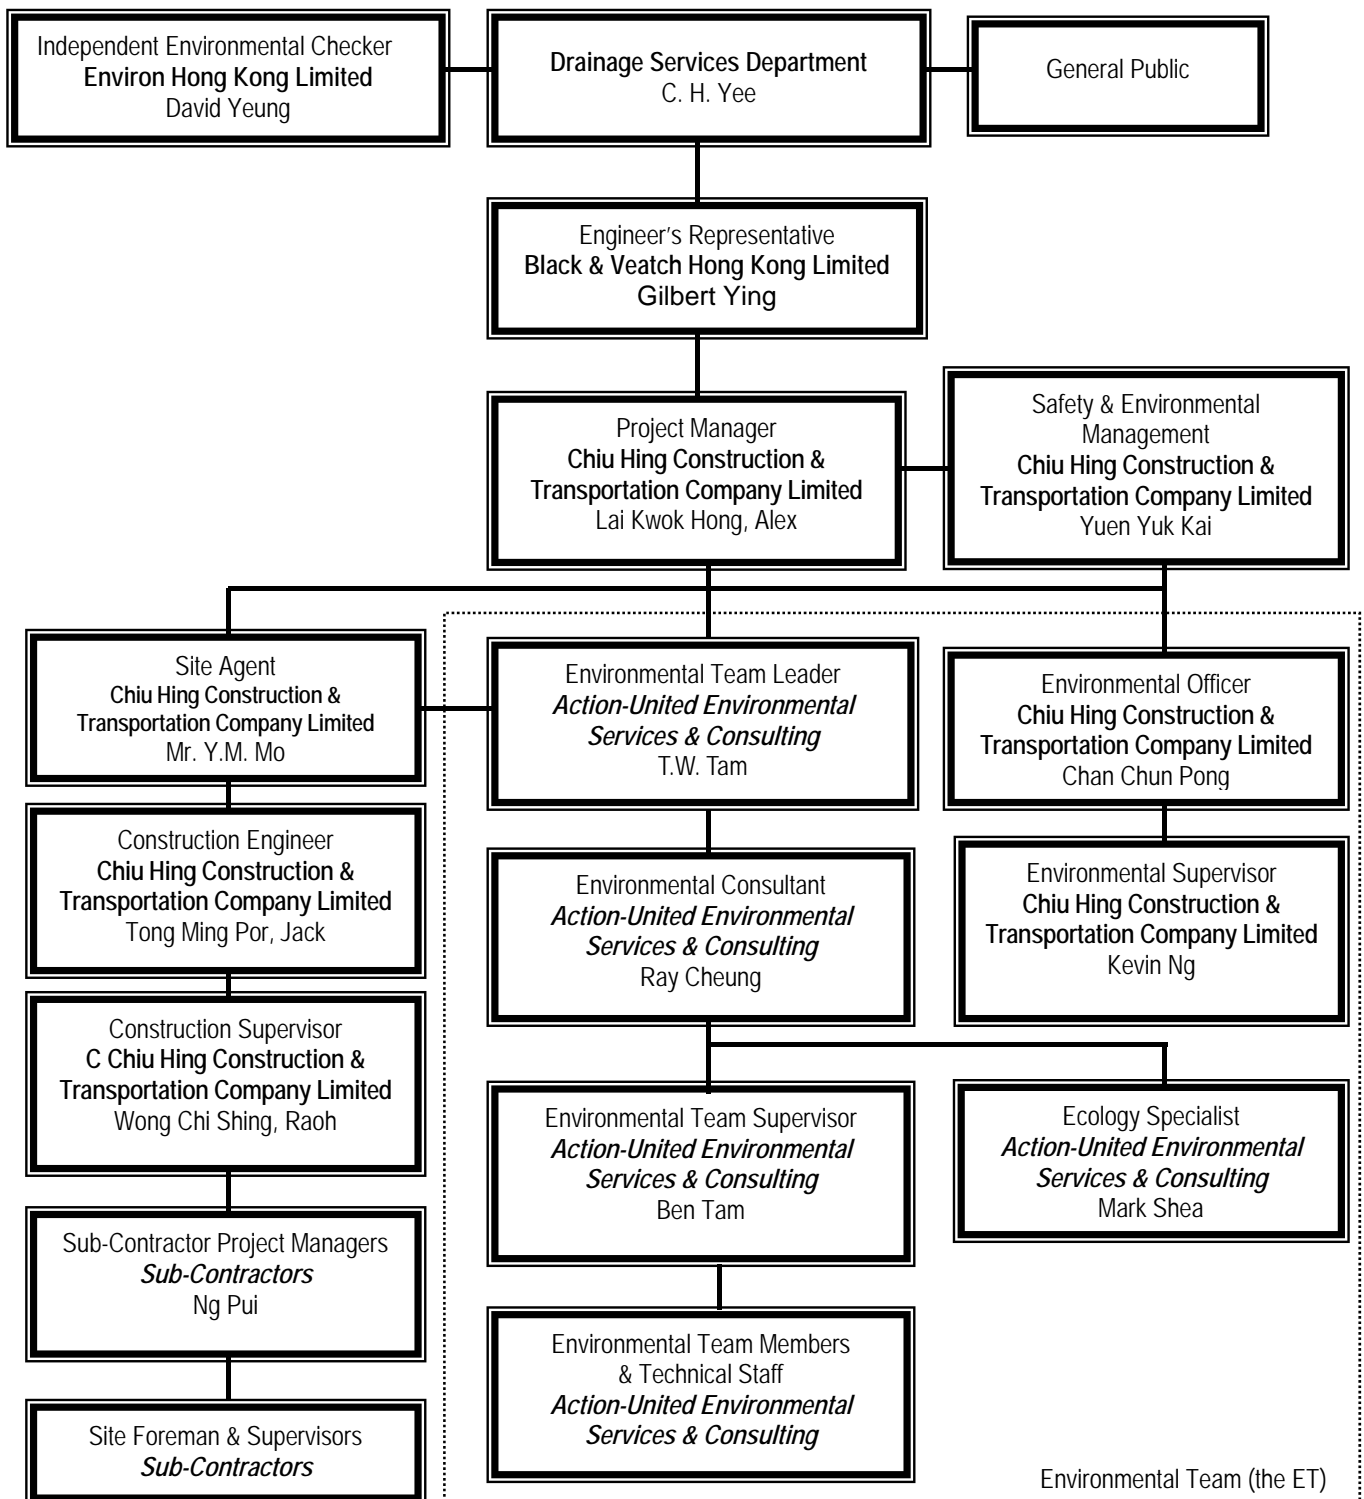 Independent Environmental Checker
Environ Hong Kong Limited
David Yeung
Drainage Services Department
C. H. Yee
General Public
Engineer's Representative
Black & Veatch Hong Kong Limited
Gilbert Ying
Project Manager
Chiu Hing Construction &
Transportation Company Limited
Lai Kwok Hong, Alex
Safety & Environmental
Management
Chiu Hing Construction &
Transportation Company Limited
Yuen Yuk Kai
Site Agent
Chiu Hing Construction &
Transportation Company Limited
Mr. Y.M. Mo
Environmental Team Leader
Action-United Environmental
Services & Consulting
T.W. Tam
Environmental Officer
Chiu Hing Construction &
Transportation Company Limited
Chan Chun Pong
Construction Engineer
Chiu Hing Construction &
Transportation Company Limited
Tong Ming Por, Jack
Environmental Consultant
Action-United Environmental
Services & Consulting
Ray Cheung
Environmental Supervisor
Chiu Hing Construction &
Transportation Company Limited
Kevin Ng
Construction Supervisor
C Chiu Hing Construction &
Transportation Company Limited
Wong Chi Shing, Raoh
Environmental Team Supervisor
Action-United Environmental
Services & Consulting
Ben Tam
Ecology Specialist
Action-United Environmental
Services & Consulting
Mark Shea
Sub-Contractor Project Managers
Sub-Contractors
Ng Pui
Environmental Team Members
& Technical Staff
Action-United Environmental
Services & Consulting
Site Foreman & Supervisors
Sub-Contractors
Environmental Team (the ET)